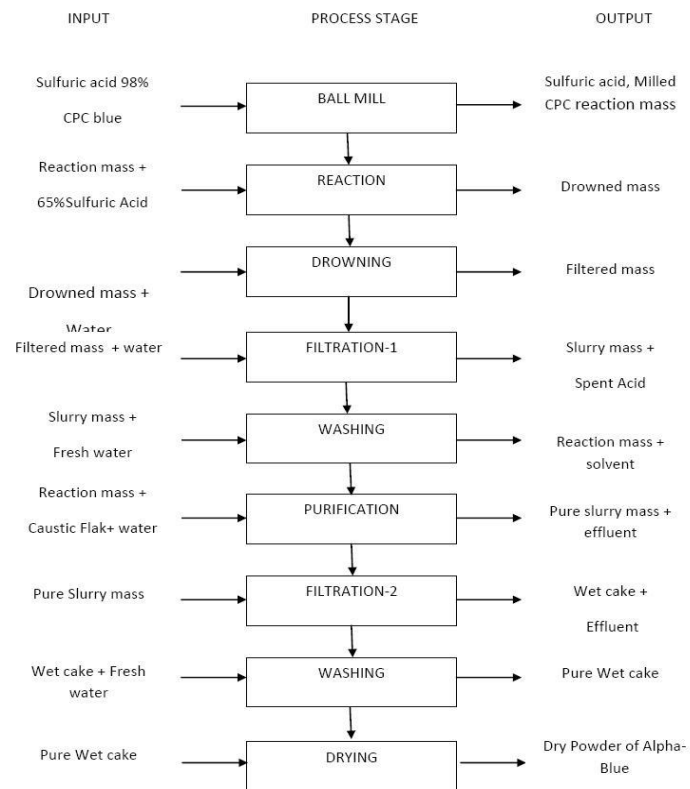 INPUT PROCESS STAGE OUTPUT
Sulfuric acid 98%
CPC blue
BALL MILL
Sulfuric acid, Milled
CPC reaction mass
Reaction mass +
65%Sulfuric Acid
REACTION
Drowned mass
Drowned mass +
Water
DROWNING
Filtered mass
Filtered mass + water
FILTRATION-1
Slurry mass +
Spent Acid
Slurry mass +
Fresh water
WASHING
Reaction mass +
solvent
Reaction mass +
Caustic Flak+ water
PURIFICATION
Pure slurry mass +
effluent
Pure Slurry mass
FILTRATION-2
Wet cake +
Effluent
Wet cake + Fresh
water
WASHING
Pure Wet cake
Pure Wet cake
DRYING
Dry Powder of Alpha-
Blue